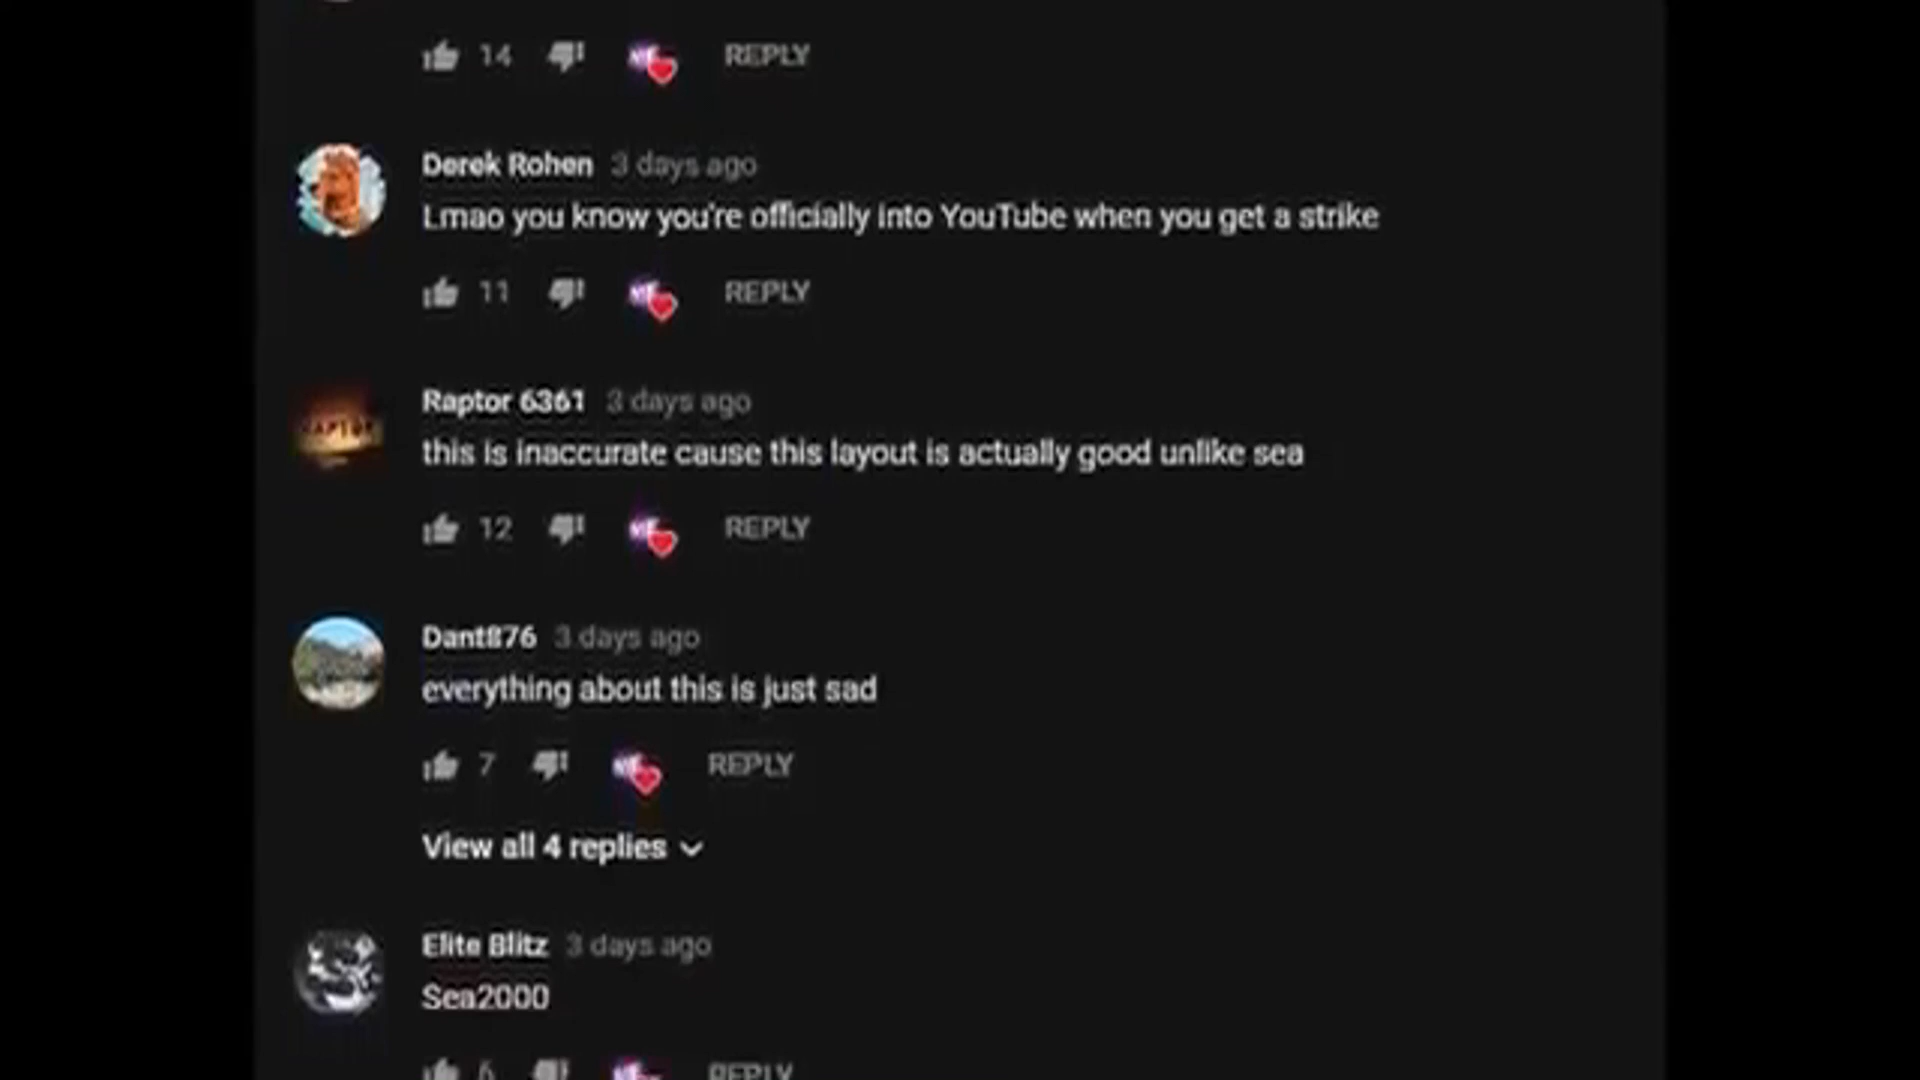 14 REPLY
Derek Rohen 3 days ago
Lmao you know you're officially into YouTube when you get a strike
11 REPLY
Raptor 6361 3 days ago
RAPTOR
this is inaccurate cause this layout is actually good unlike sea
12 REPLY
Dant876 3 days ago
everything about this is just sad
7 REPLY
View all 4 replies
Elite Blitz 3 days ago
Sea2000
6 REPLY